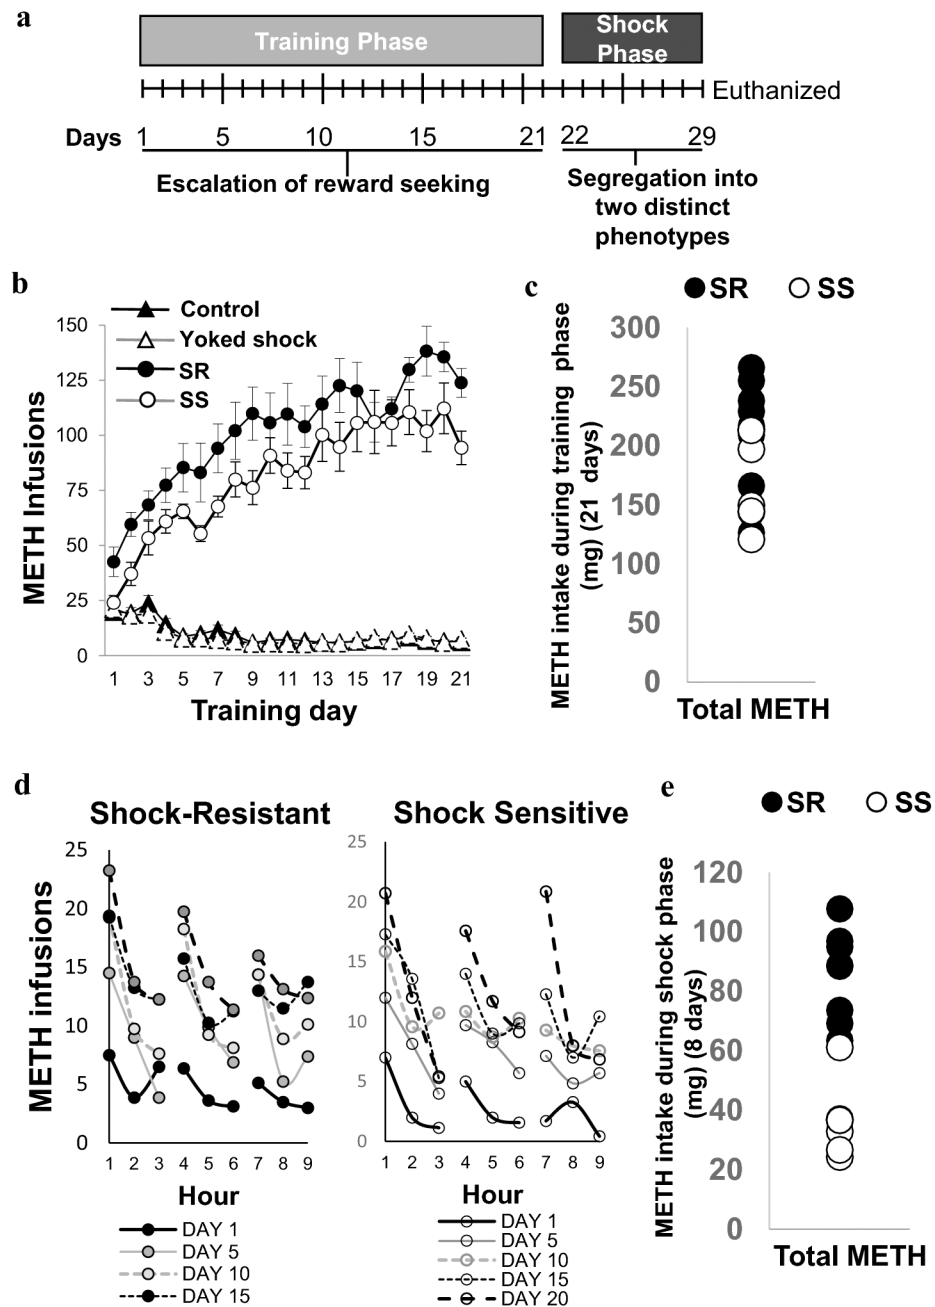 a
Training Phase
Shock
Phase
Euthanized
Days 1 5 10 15 21 22 29
Escalation of reward seeking
Segregation into
two distinct
phenotypes
b
Control
Yoked shock
SR
SS
METH Infusions
150
125
100
75
50
25
0
1 3 5 7 9 11 13 15 17 19 21
Training day
c
SR SS
METH intake during training phase
(mg) (21 days)
300
250
200
150
100
50
0
Total METH
d
Shock-Resistant
METH infusions
25
20
15
10
5
0
1 2 3 4 5 6 7 8 9
Hour
DAY 1
DAY 5
DAY 10
DAY 15
Shock Sensitive
25
20
15
10
5
0
1 2 3 4 5 6 7 8 9
Hour
DAY 1
DAY 5
DAY 10
DAY 15
DAY 20
e
SR SS
METH intake during shock phase
(mg) (8 days)
120
100
80
60
40
20
0
Total METH